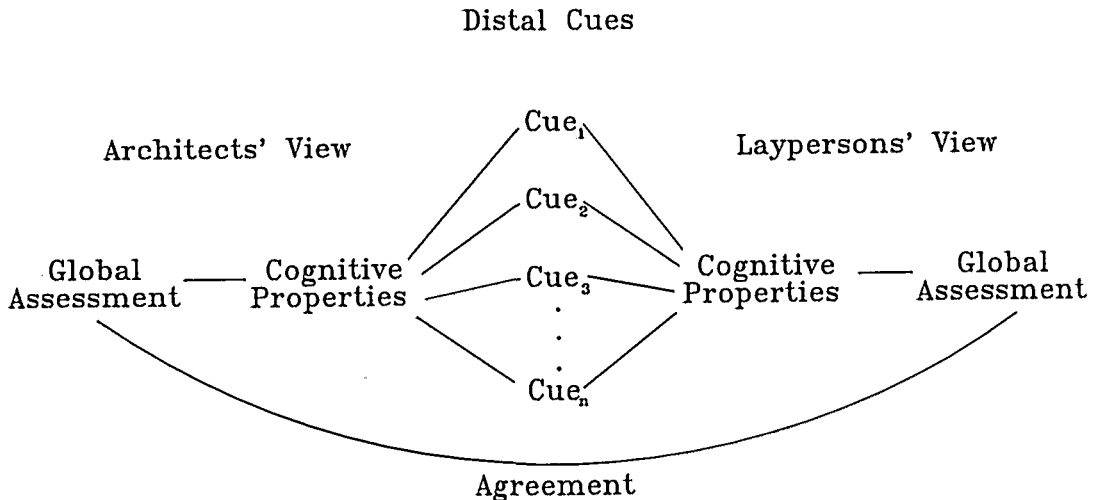 Distal Cues
Architects' View
Laypersons' View
Cue₁
Cue₂
Cue₃
Cueₙ
Global
Assessment
Cognitive
Properties
Cognitive
Properties
Global
Assessment
Agreement